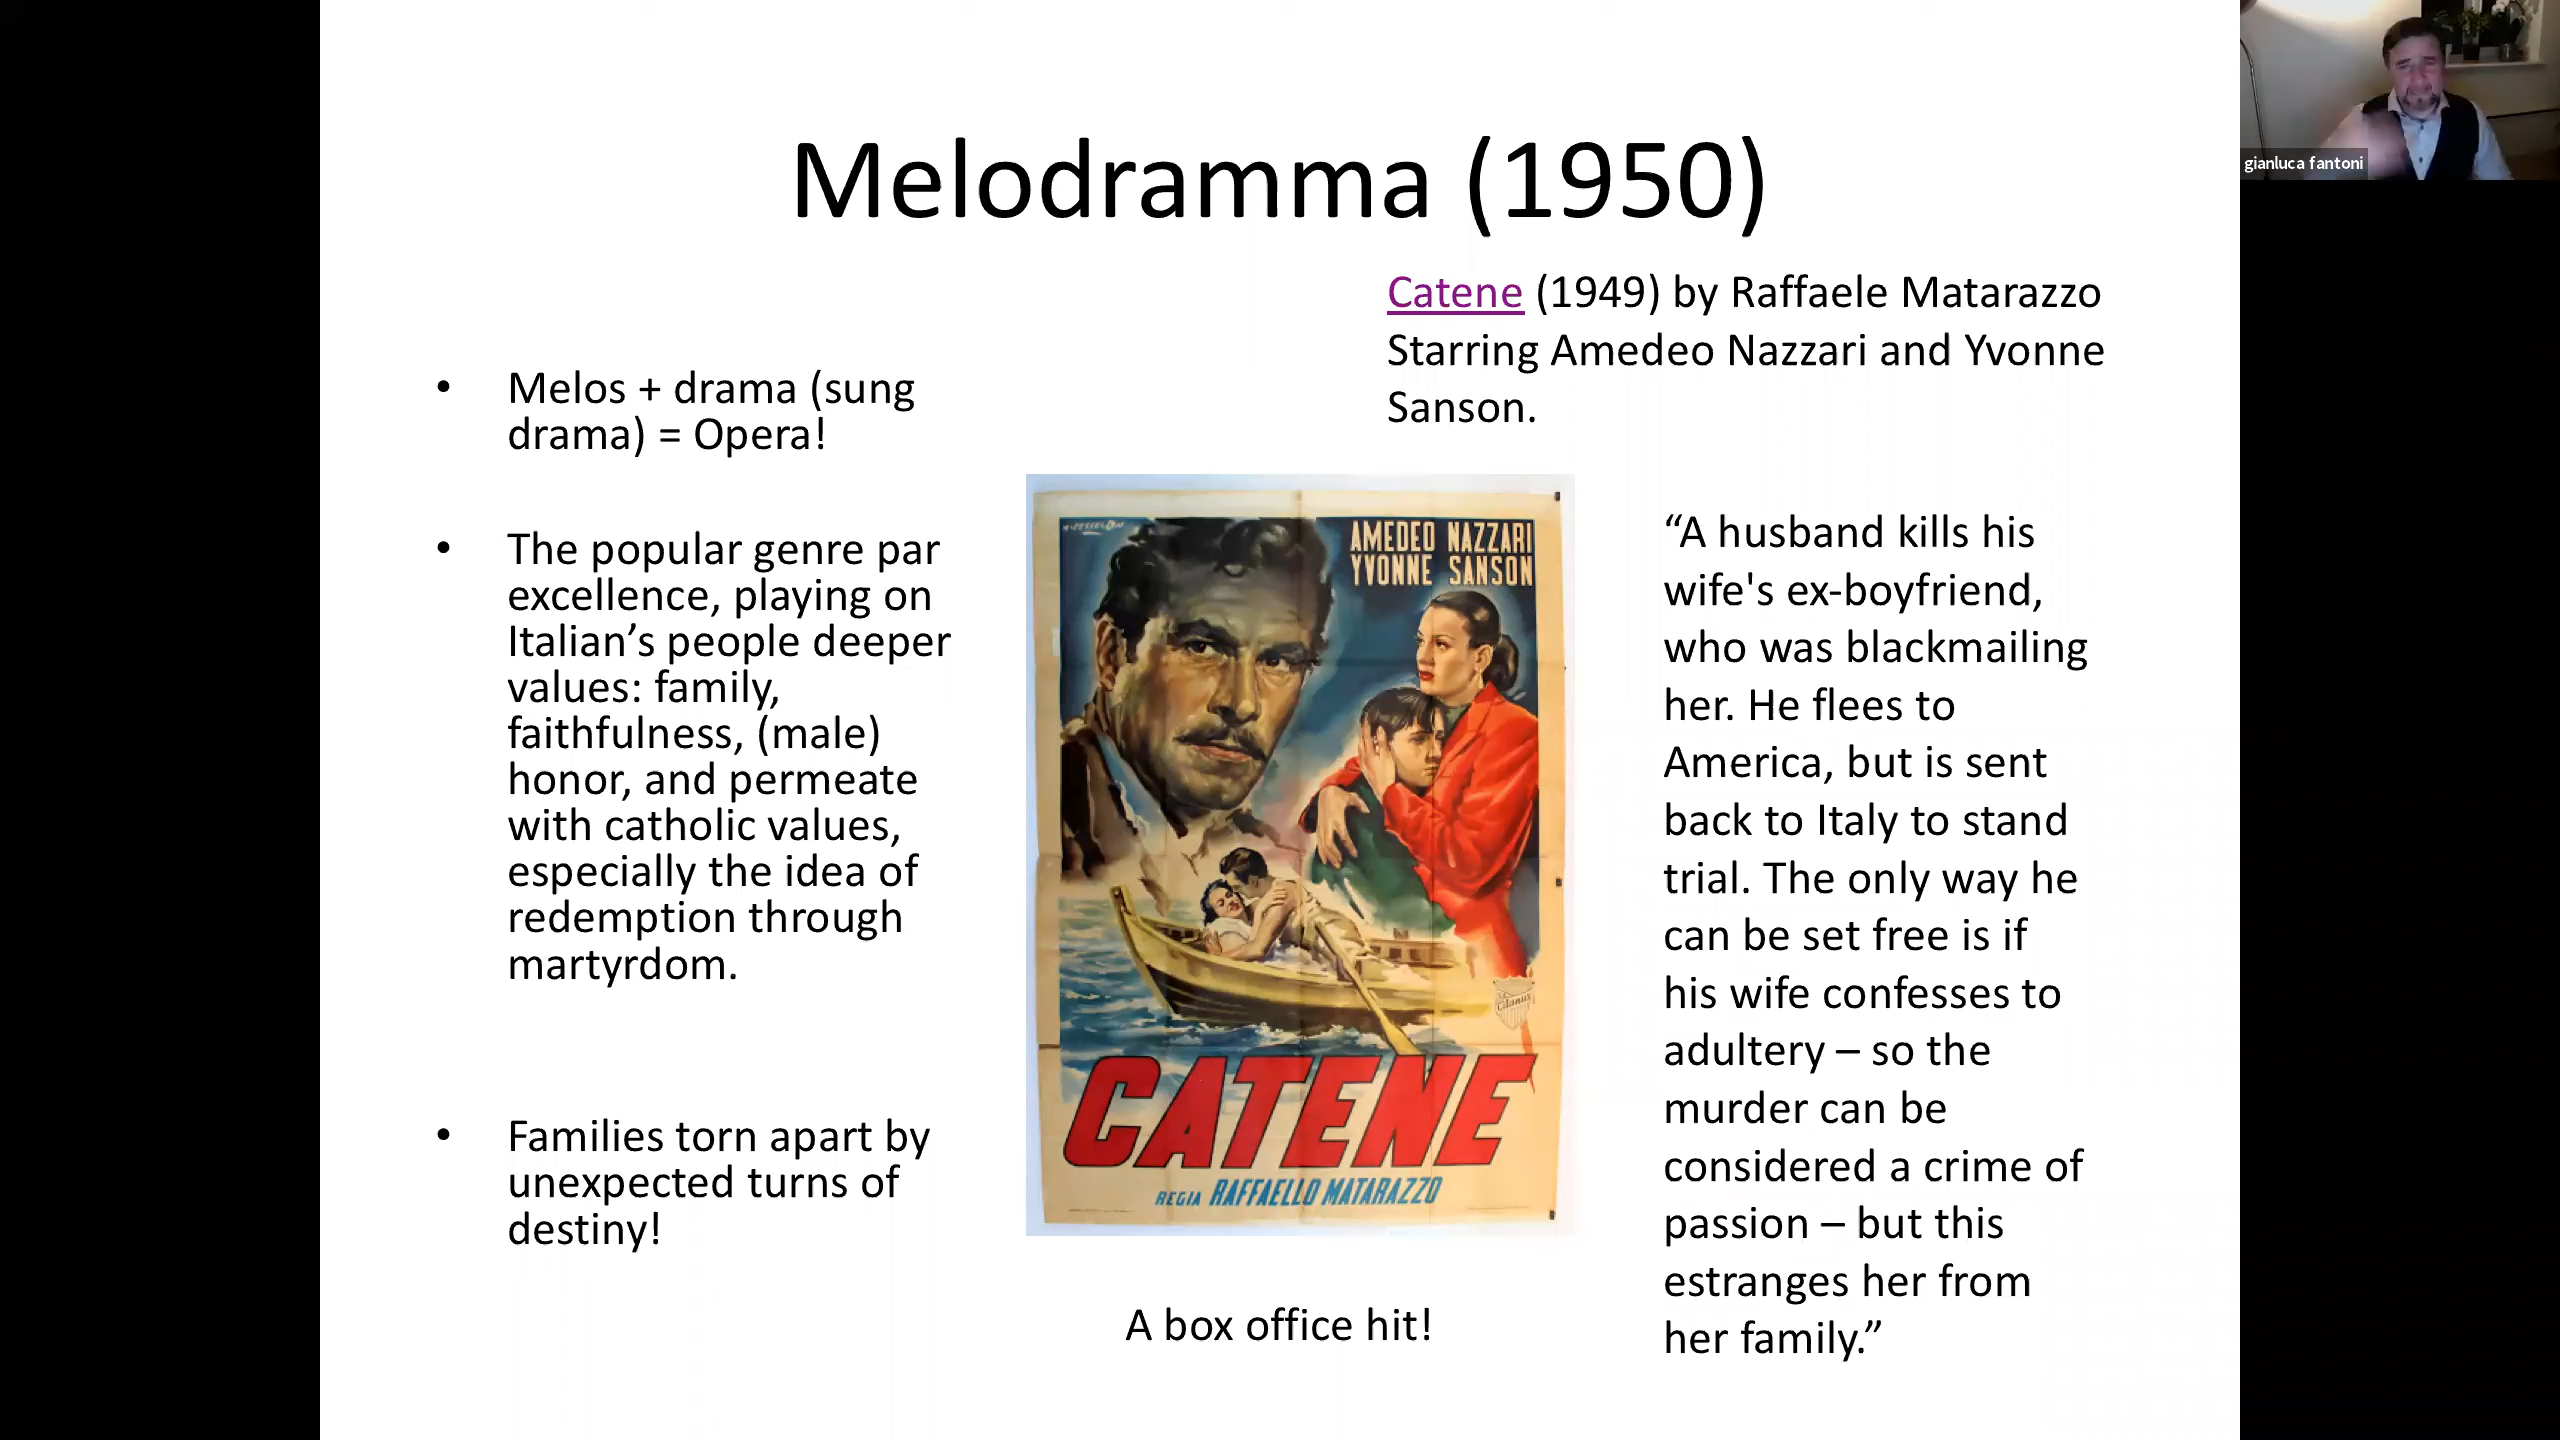 Melodramma (1950)
Catene (1949) by Raffaele Matarazzo
Starring Amedeo Nazzari and Yvonne
Sanson.
• Melos + drama (sung
drama) = Opera!
• The popular genre par
excellence, playing on
Italian’s people deeper
values: family,
faithfulness, (male)
honor, and permeate
with catholic values,
especially the idea of
redemption through
martyrdom.
• Families torn apart by
unexpected turns of
destiny!
AMEDEO NAZZARI
YVONNE SANSON
CATENE
REGIA RAFFAELLO MATARAZZO
A box office hit!
“A husband kills his
wife's ex-boyfriend,
who was blackmailing
her. He flees to
America, but is sent
back to Italy to stand
trial. The only way he
can be set free is if
his wife confesses to
adultery – so the
murder can be
considered a crime of
passion – but this
estranges her from
her family.”
gianluca fantoni